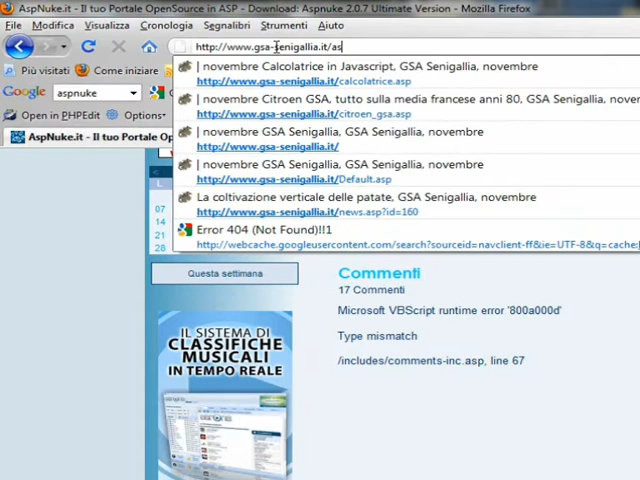 AspNuke.it - Il tuo Portale OpenSource in ASP - Download: Aspnuke 2.0.7 Ultimate Version - Mozilla Firefox
File Modifica Visualizza Cronologia Segnalibri Strumenti Aiuto
http://www.gsa-senigallia.it/as
Più visitati Guide
Google aspnuke
Open in PHPEdit Options
AspNuke.it - Il tuo Portale Op
| novembre Calcolatrice in Javascript, GSA Senigallia, novembre
http://www.gsa-senigallia.it/calcolatrice.asp
| novembre Citroen GSA, tutto sulla media francese anni 80, GSA Senigallia, nove
http://www.gsa-senigallia.it/citroen_gsa.asp
| novembre GSA Senigallia, GSA Senigallia, novembre
http://www.gsa-senigallia.it/
| novembre GSA Senigallia, GSA Senigallia, novembre
http://www.gsa-senigallia.it/Default.asp
La coltivazione verticale delle patate, GSA Senigallia, novembre
http://www.gsa-senigallia.it/news.asp?id=160
Error 404 (Not Found)!!1
http://webcache.googleusercontent.com/search?sourceid=navclient-ff&ie=UTF-8&q=cache:
<
L
07
14
21
28
Questa settimana
IL SISTEMA DI
CLASSIFICHE
MUSICALI
IN TEMPO REALE
Commenti
17 Commenti
Microsoft VBScript runtime error '800a000d'
Type mismatch
/includes/comments-inc.asp, line 67